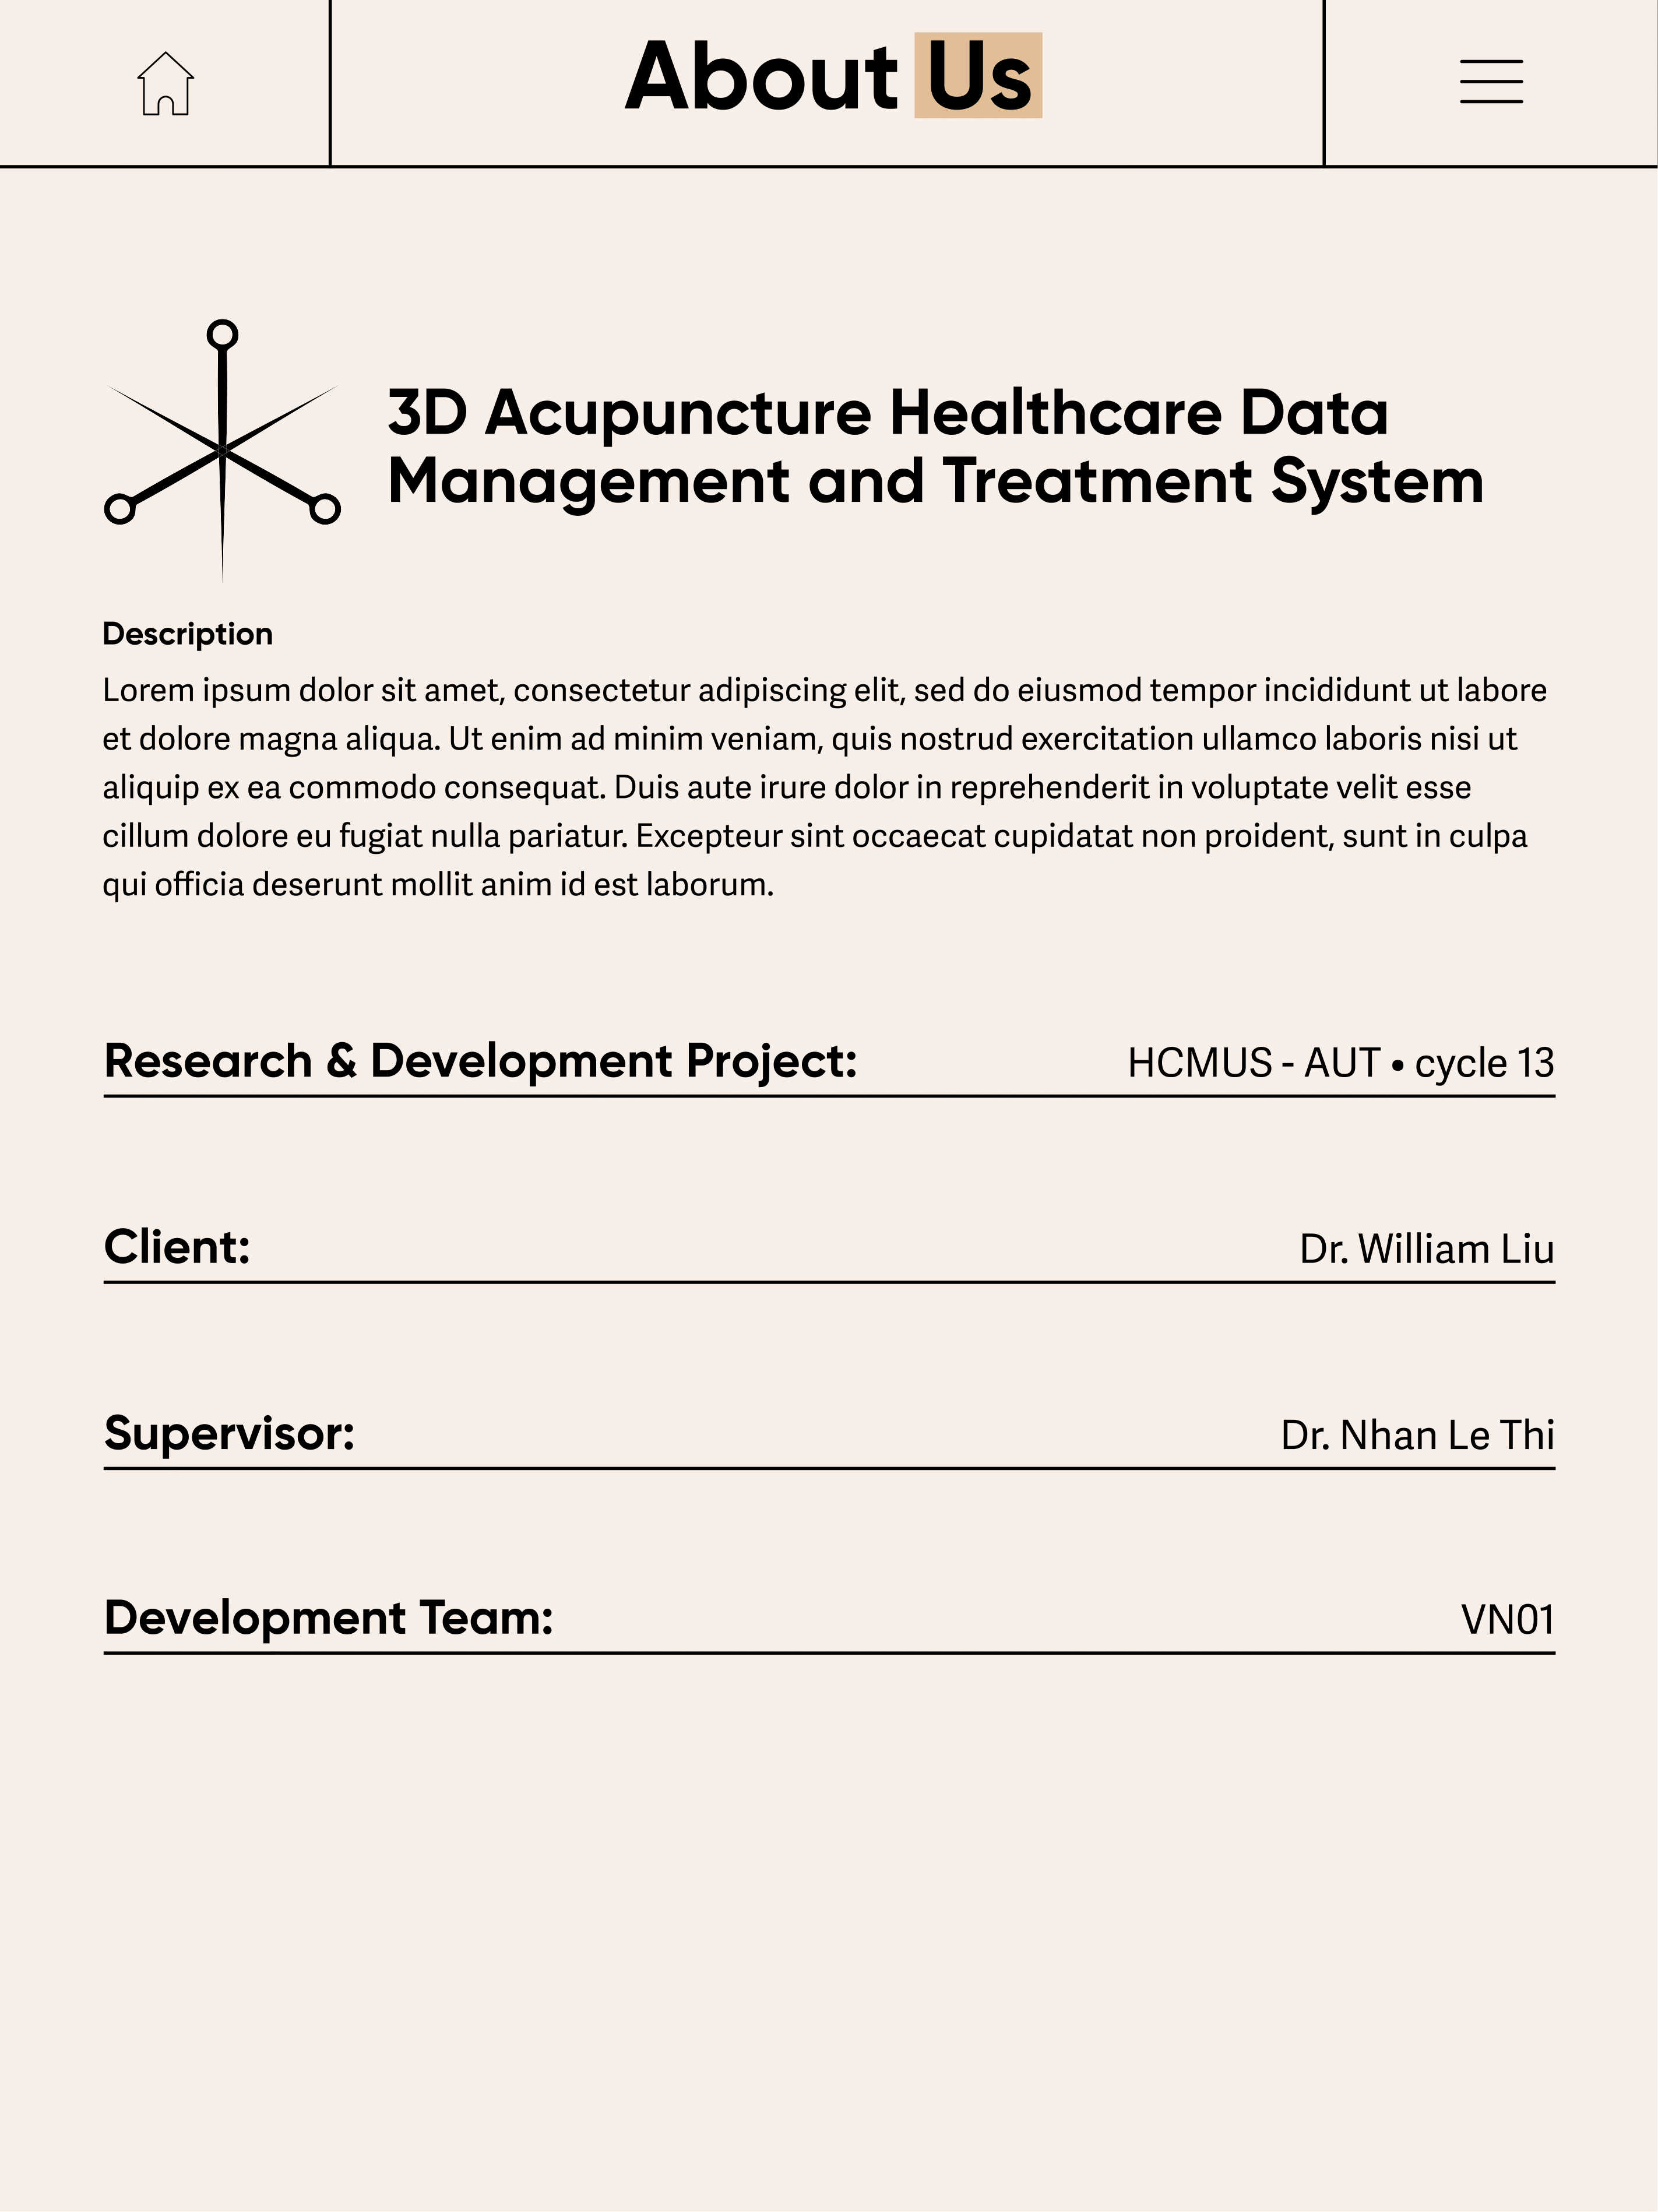 About Us
3D Acupuncture Healthcare Data
Management and Treatment System
Description
Lorem ipsum dolor sit amet, consectetur adipiscing elit, sed do eiusmod tempor incididunt ut labore
et dolore magna aliqua. Ut enim ad minim veniam, quis nostrud exercitation ullamco laboris nisi ut
aliquip ex ea commodo consequat. Duis aute irure dolor in reprehenderit in voluptate velit esse
cillum dolore eu fugiat nulla pariatur. Excepteur sint occaecat cupidatat non proident, sunt in culpa
qui officia deserunt mollit anim id est laborum.
Research & Development Project: HCMUS - AUT • cycle 13
Client: Dr. William Liu
Supervisor: Dr. Nhan Le Thi
Development Team: VN01